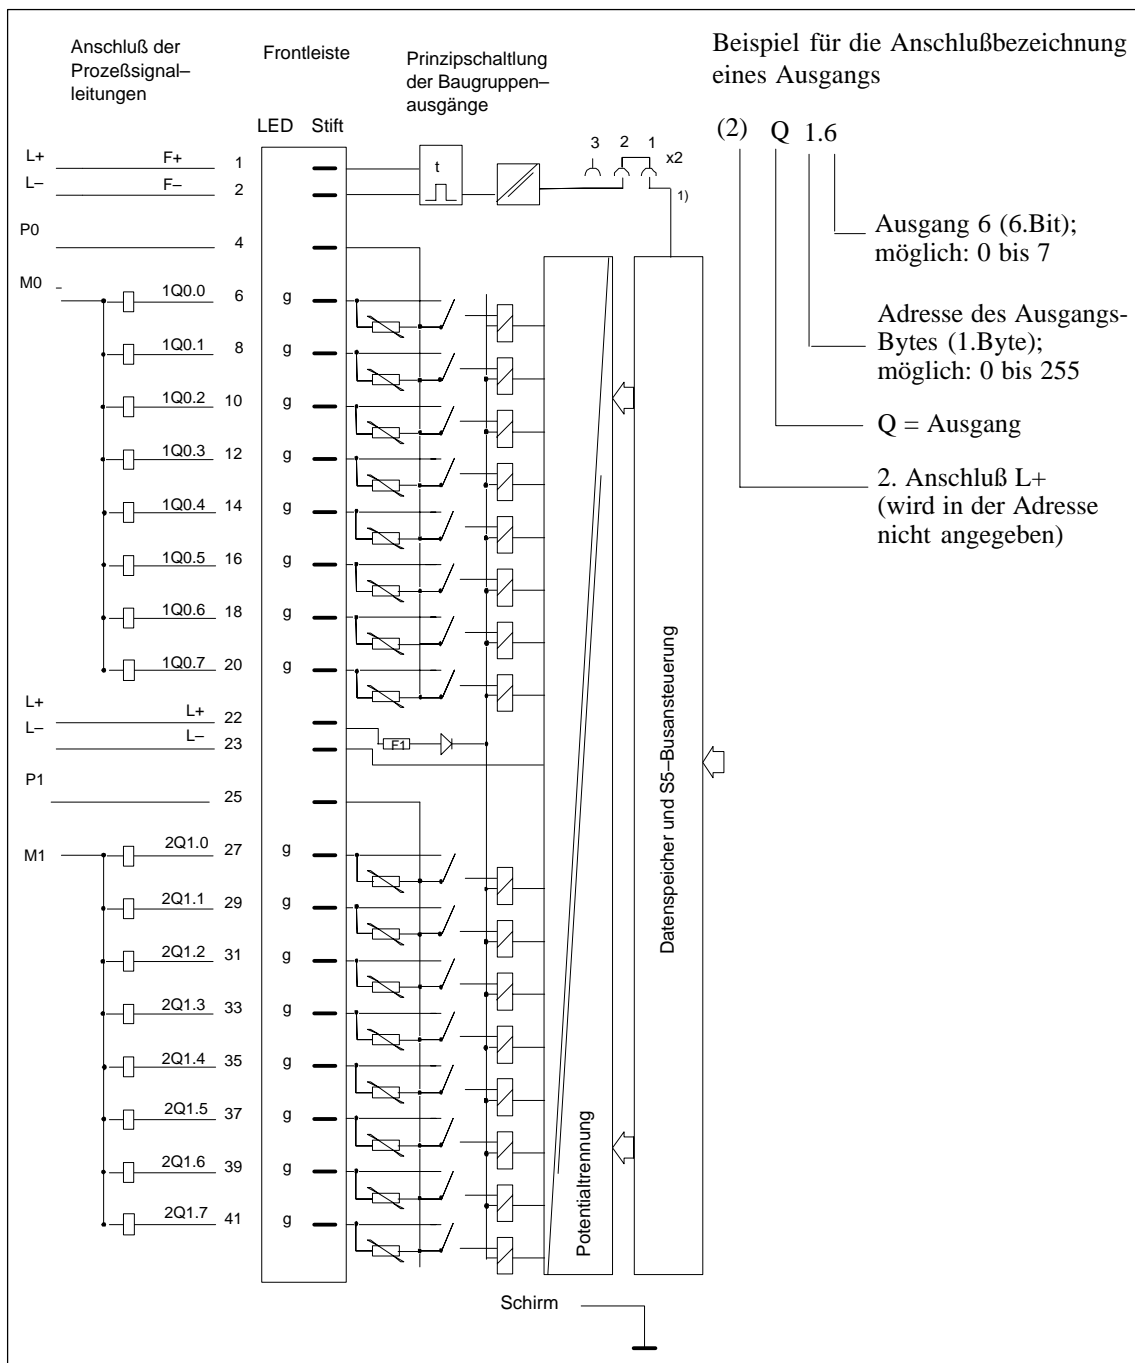 Anschluß der
Prozeßsignal–
leitungen
Frontleiste
Prinzipschaltung
der Baugruppen–
ausgänge
Beispiel für die Anschlußbezeichnung
eines Ausgangs
LED Stift
(2) Q 1.6
3 2 1 x2
1)
L+ F+ 1
t
L– F– 2
P0 4
M0
1Q0.0 6 g
1Q0.1 8 g
1Q0.2 10 g
1Q0.3 12 g
1Q0.4 14 g
1Q0.5 16 g
1Q0.6 18 g
1Q0.7 20 g
L+ L+ 22
L– L– 23
F1
P1 25
M1
2Q1.0 27 g
2Q1.1 29 g
2Q1.2 31 g
2Q1.3 33 g
2Q1.4 35 g
2Q1.5 37 g
2Q1.6 39 g
2Q1.7 41 g
Potentialtrennung
Datenspeicher und S5–Busansteuerung
Schirm
Ausgang 6 (6.Bit);
möglich: 0 bis 7
Adresse des Ausgangs-
Bytes (1.Byte);
möglich: 0 bis 255
Q = Ausgang
2. Anschluß L+
(wird in der Adresse
nicht angegeben)